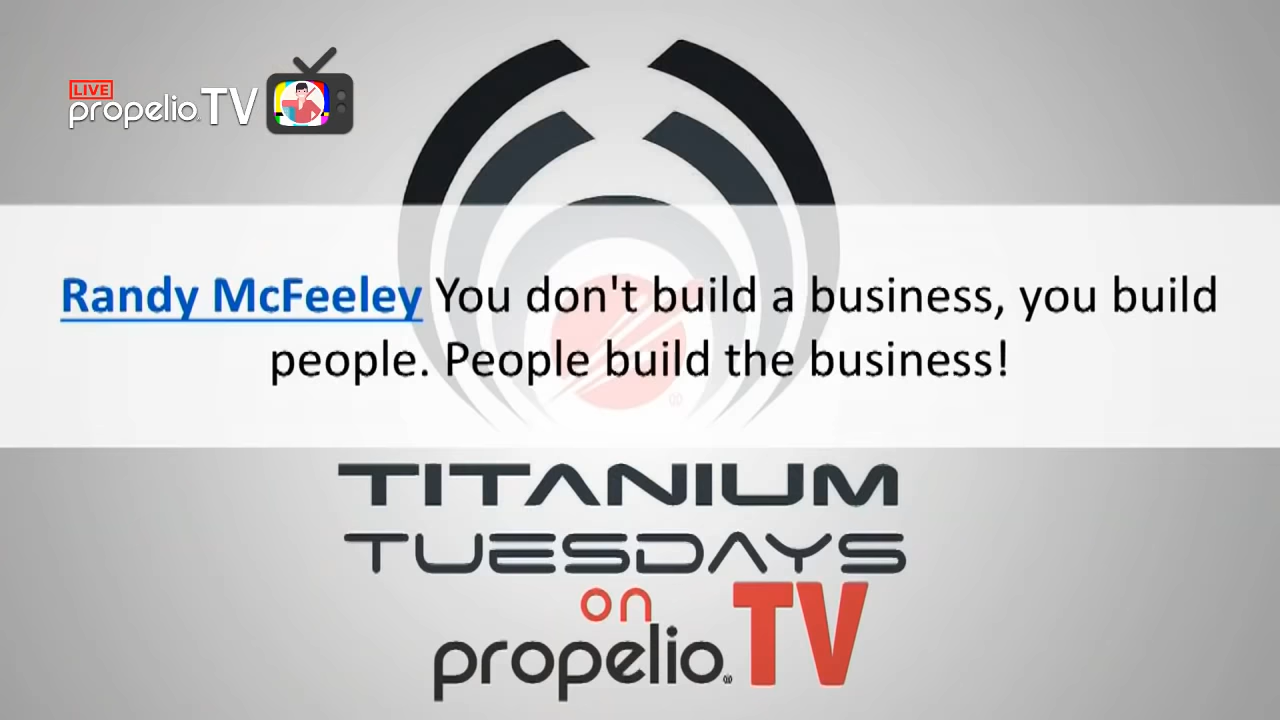 LIVE
propelio.TV
Randy McFeeley You don't build a business, you build
people. People build the business!
TITANIUM
TUESDAYS
on
propelio.TV